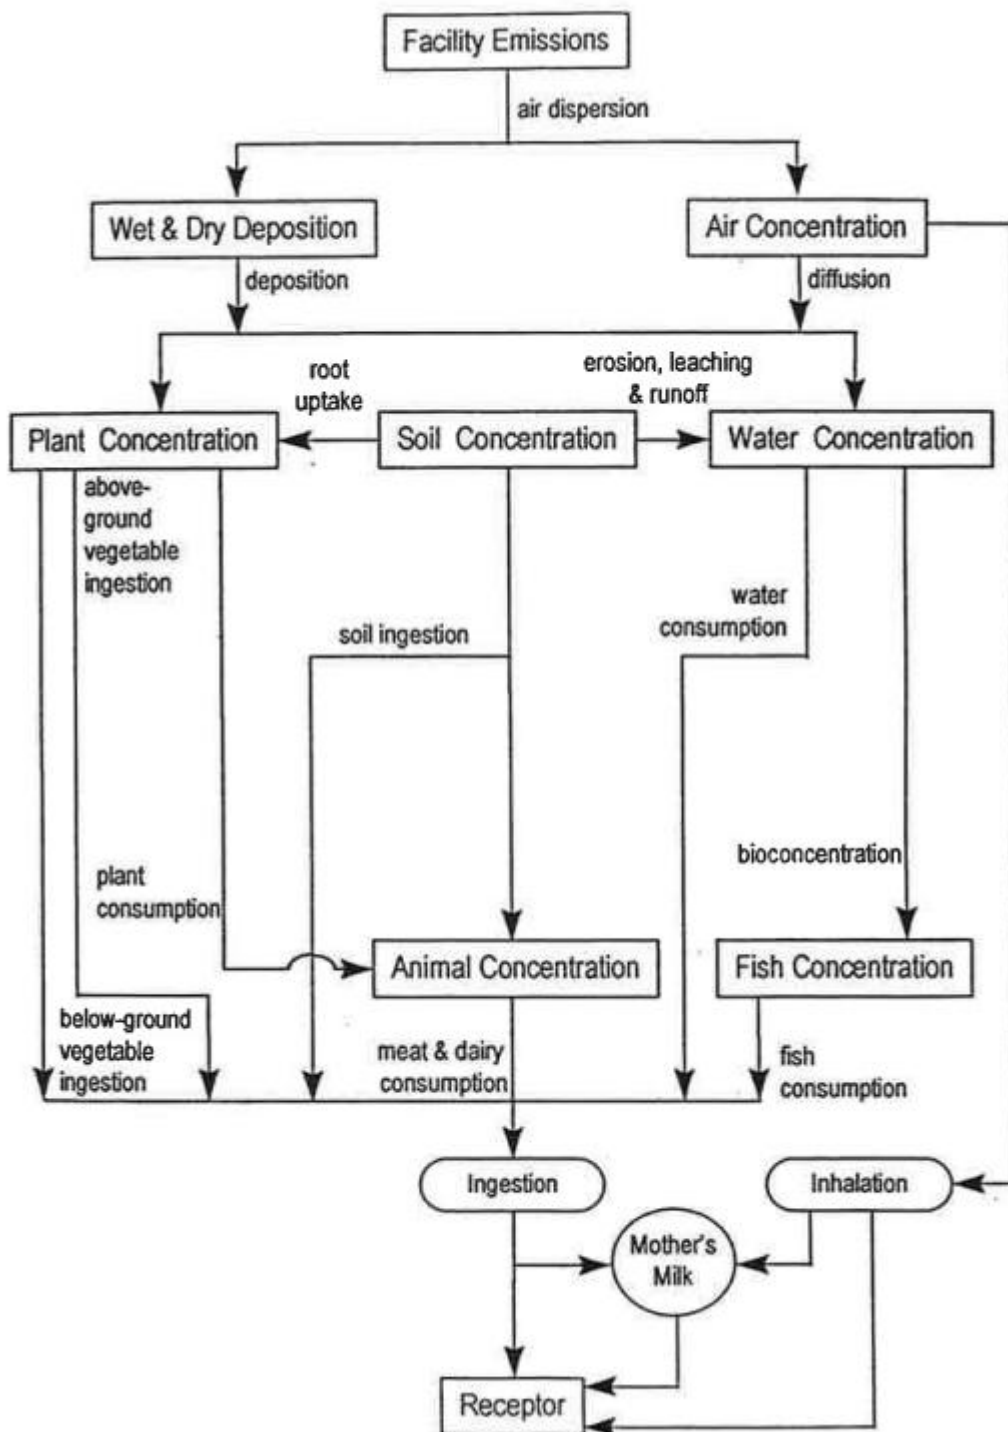 Facility Emissions
air dispersion
Wet & Dry Deposition
Air Concentration
deposition
diffusion
root
uptake
erosion, leaching
& runoff
Plant Concentration
Soil Concentration
Water Concentration
above-
ground
vegetable
ingestion
soil ingestion
water
consumption
plant
consumption
bioconcentration
Animal Concentration
Fish Concentration
below-ground
vegetable
ingestion
meat & dairy
consumption
fish
consumption
Ingestion
Inhalation
Mother's
Milk
Receptor